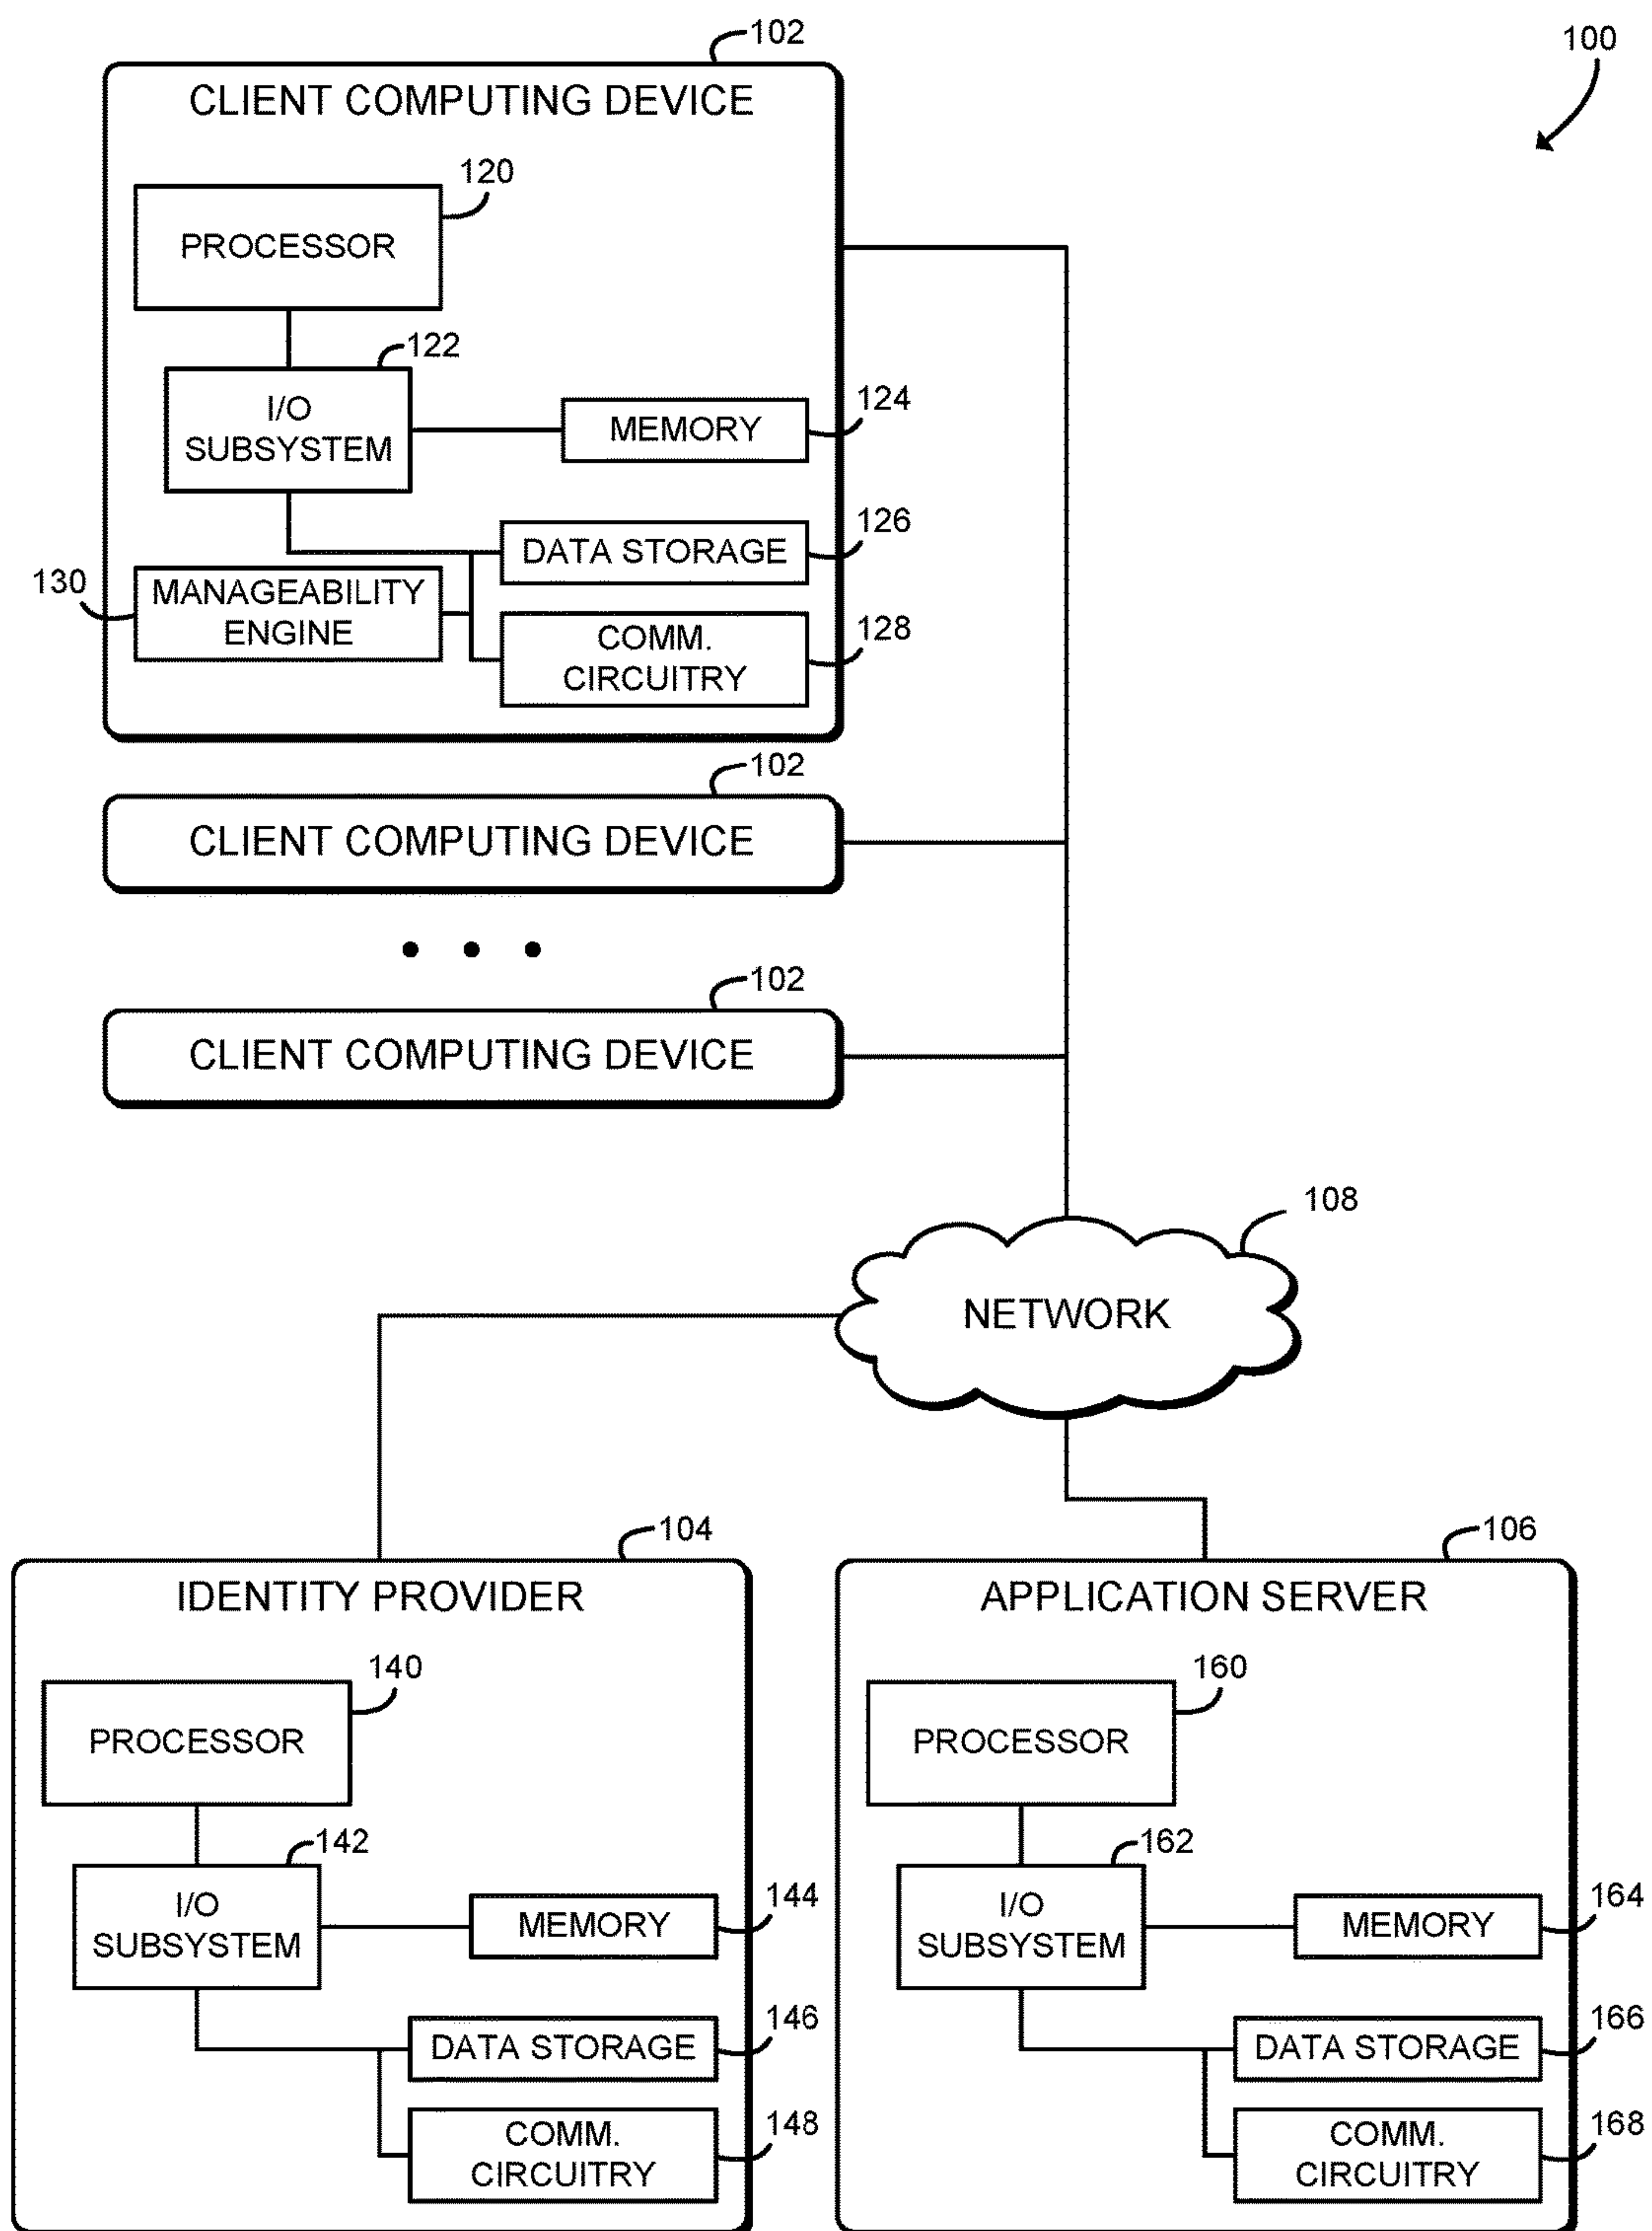 102
100
CLIENT COMPUTING DEVICE
120
PROCESSOR
122
I/O
SUBSYSTEM
124
MEMORY
126
DATA STORAGE
130
MANAGEABILITY
ENGINE
128
COMM.
CIRCUITRY
102
CLIENT COMPUTING DEVICE
102
CLIENT COMPUTING DEVICE
108
NETWORK
104
IDENTITY PROVIDER
140
PROCESSOR
142
I/O
SUBSYSTEM
144
MEMORY
146
DATA STORAGE
148
COMM.
CIRCUITRY
106
APPLICATION SERVER
160
PROCESSOR
162
I/O
SUBSYSTEM
164
MEMORY
166
DATA STORAGE
168
COMM.
CIRCUITRY